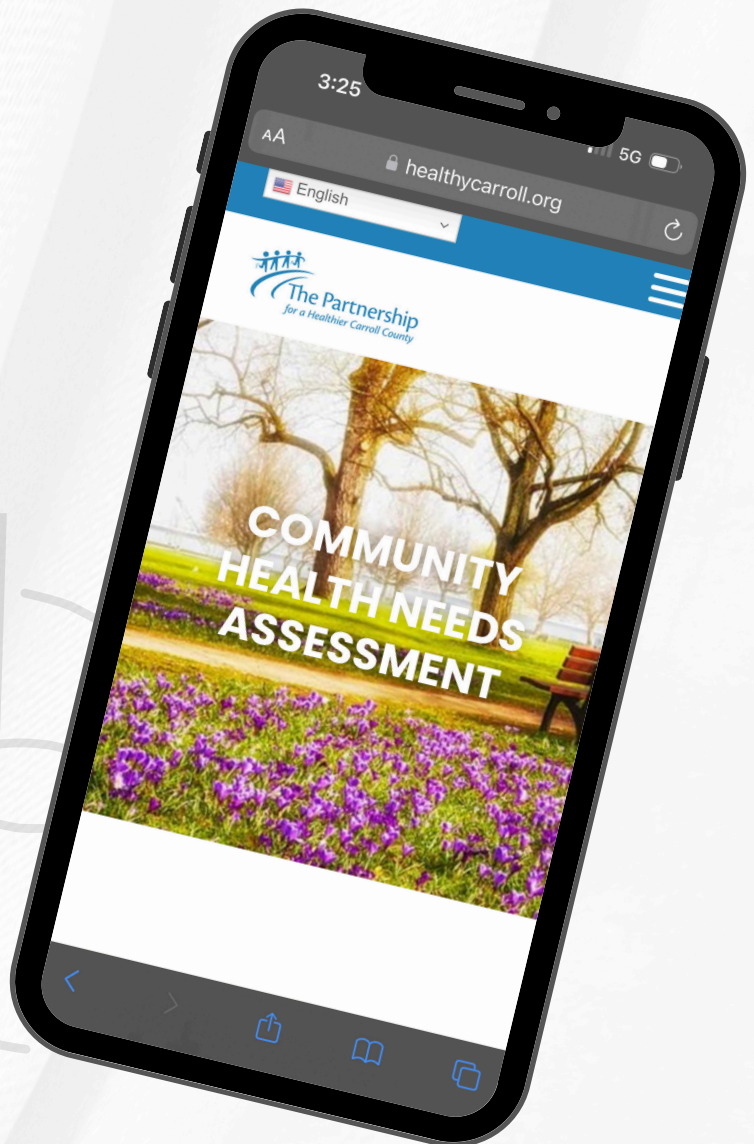 3:25
5G
AA
healthycarroll.org
English
The Partnership
for a Healthier Carroll County
COMMUNITY
HEALTH NEEDS
ASSESSMENT